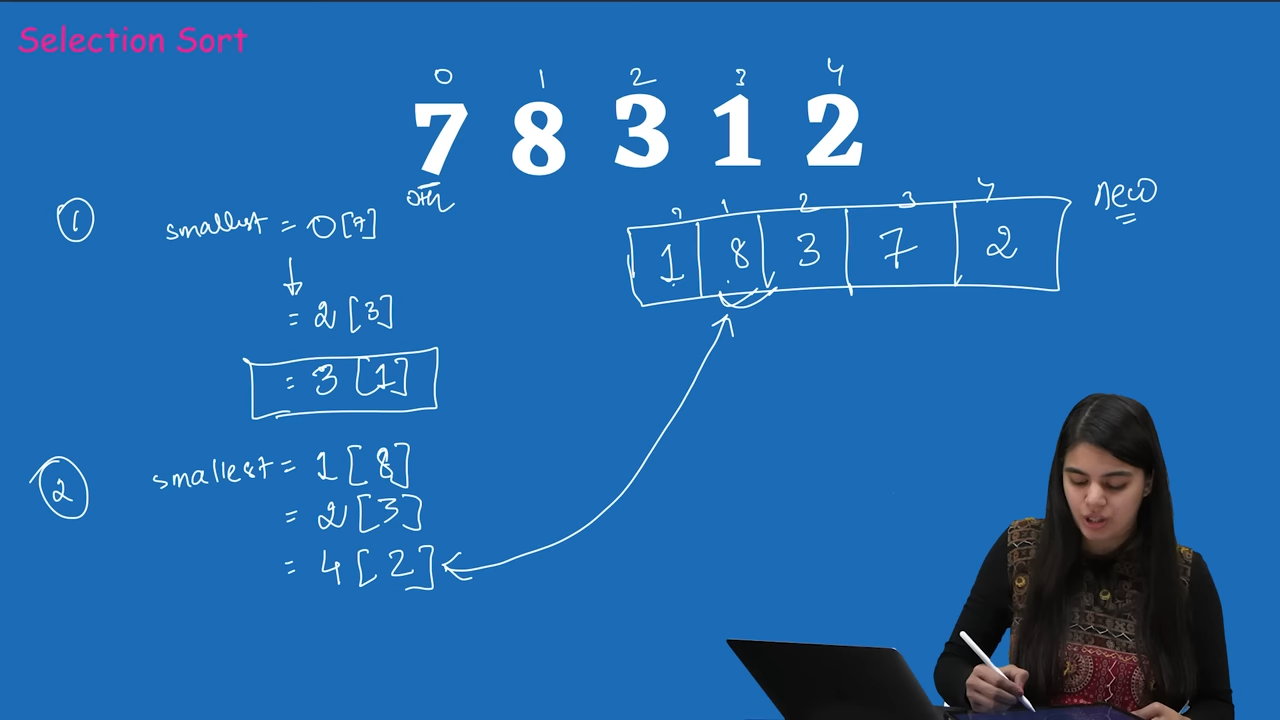 Selection Sort
0 1 2 3 4
7 8 3 1 2
0th
① smallest = 0[7]
= 2[3]
= 3[1]
new
1 2 3 4
1 8 3 7 2
② smallest = 1[8]
= 2[3]
= 4[2]